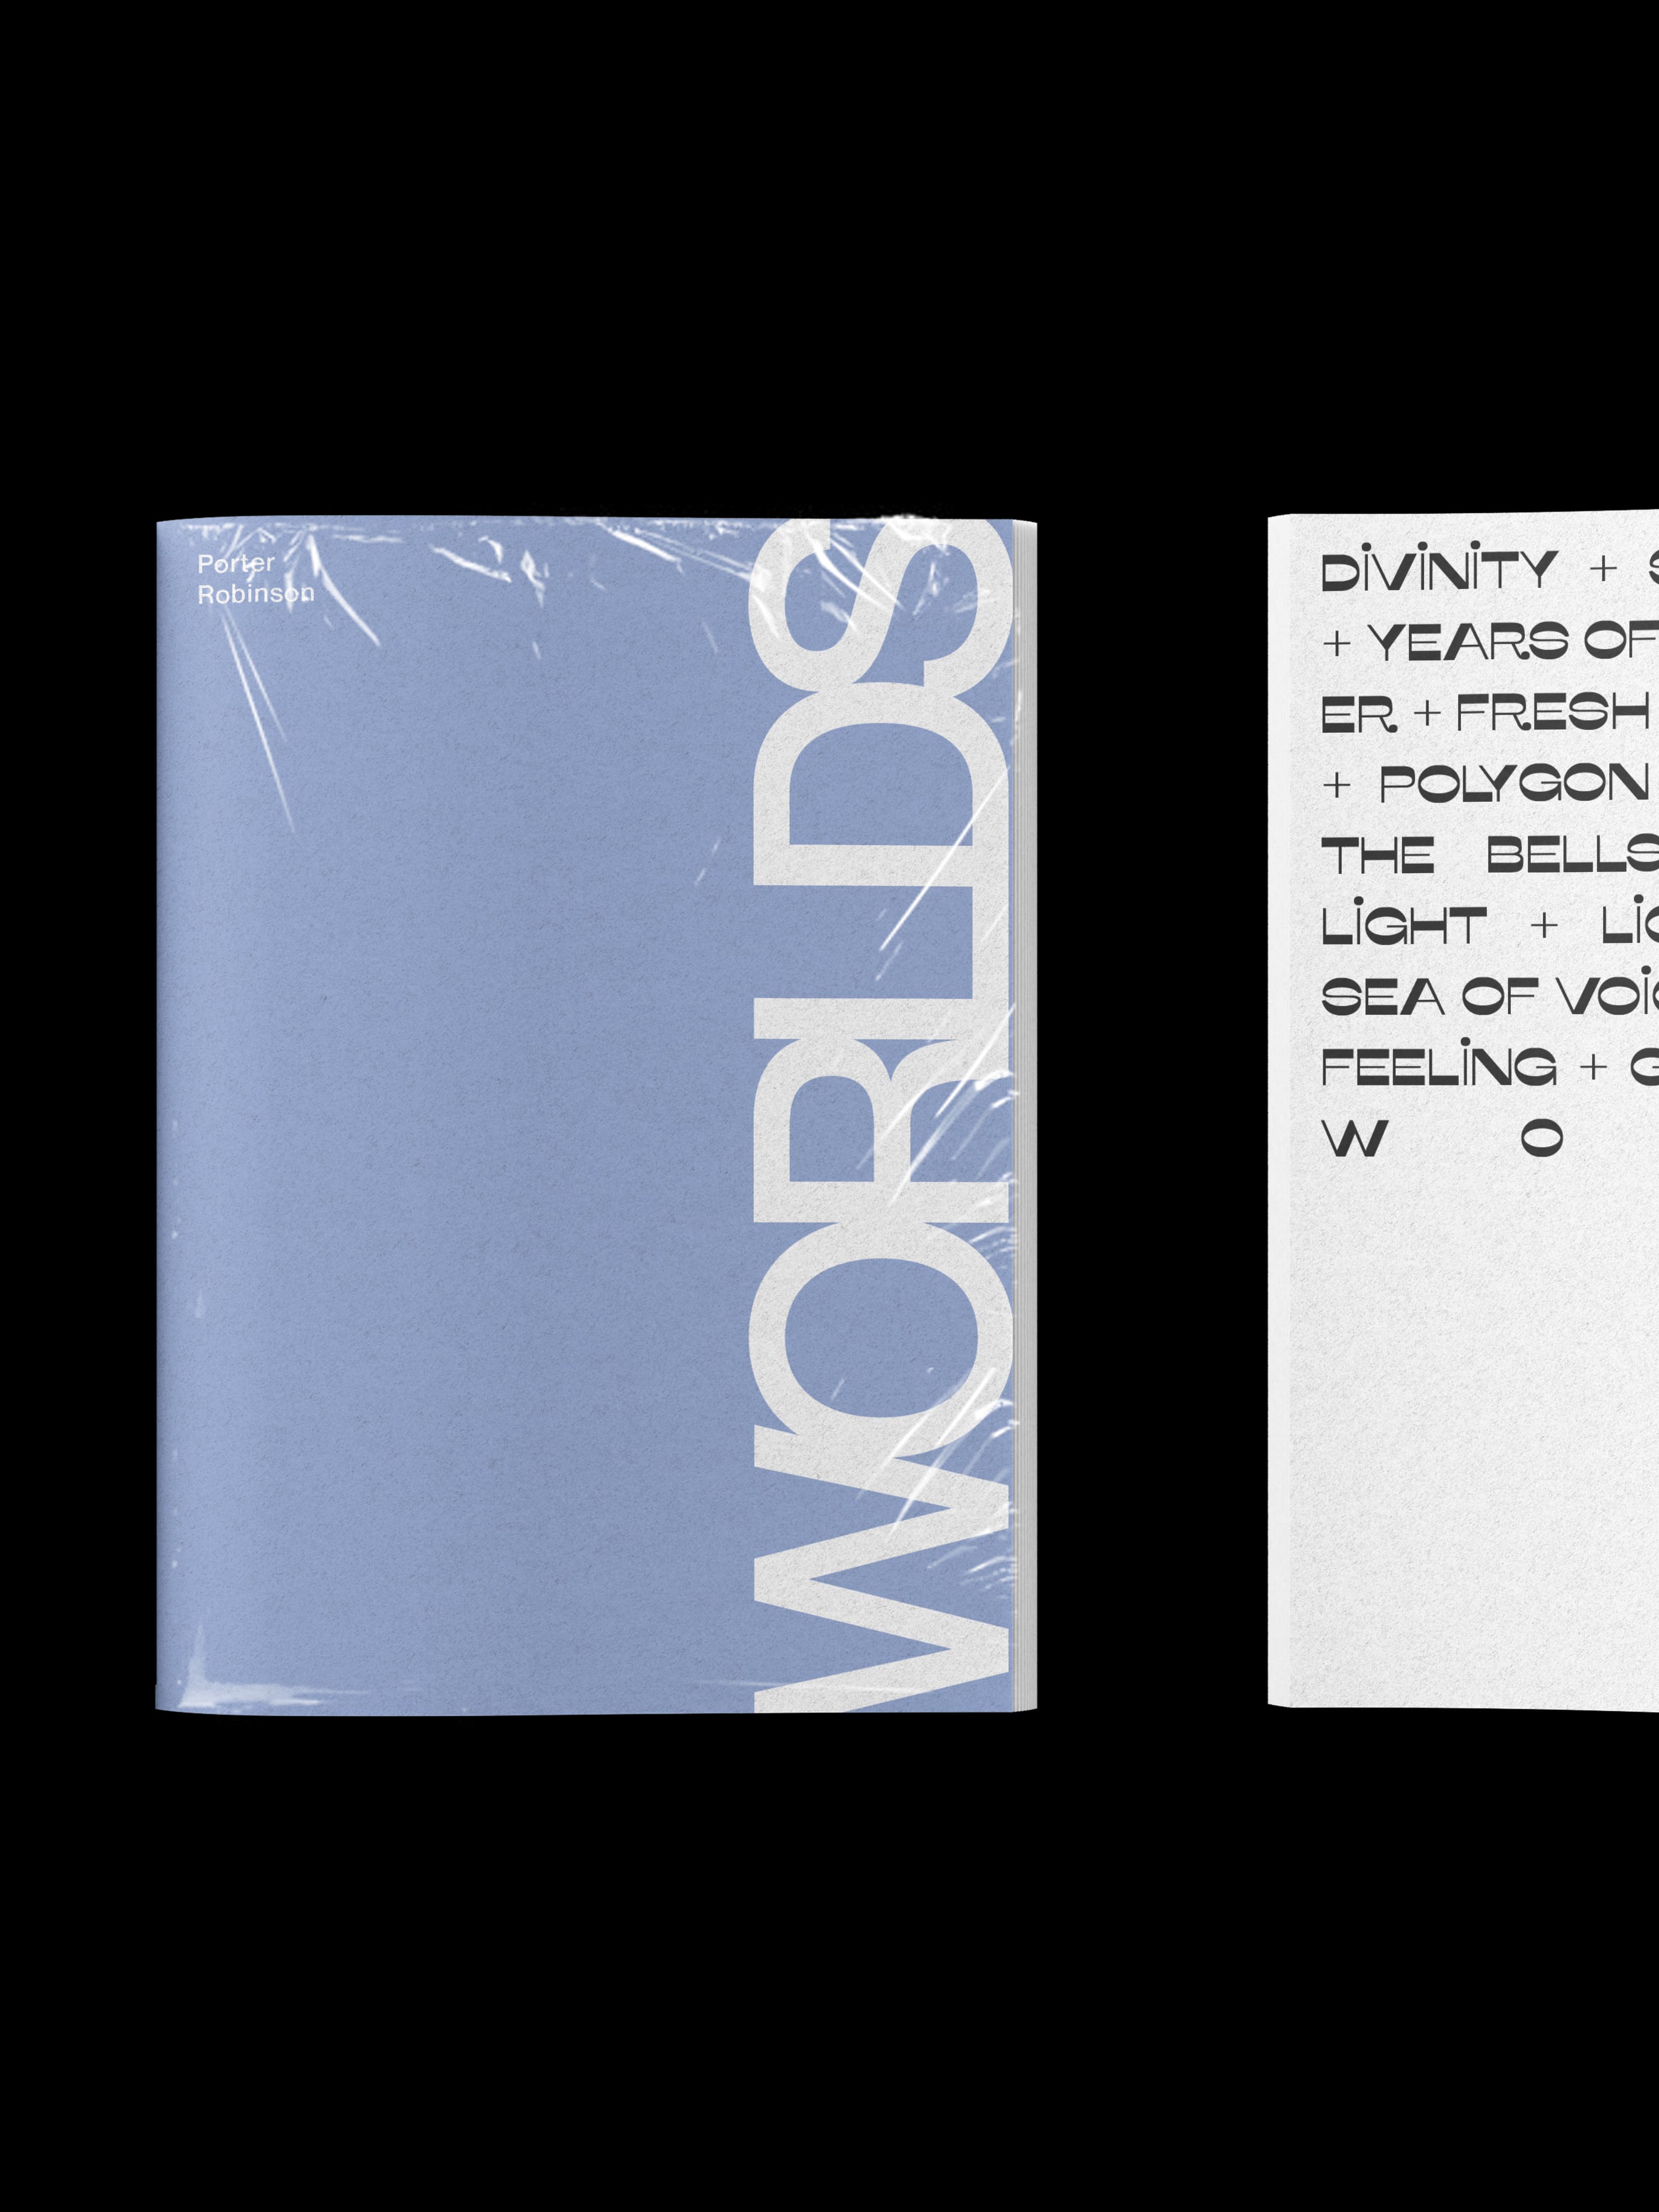 Porter
Robinson
WORLDS
DiViNiTY + S
+ YEARS OF
ER + FRESH
+ POLYGON
THE BELLS
LiGHT + LiG
SEA OF VOiC
FEELiNG + G
W O